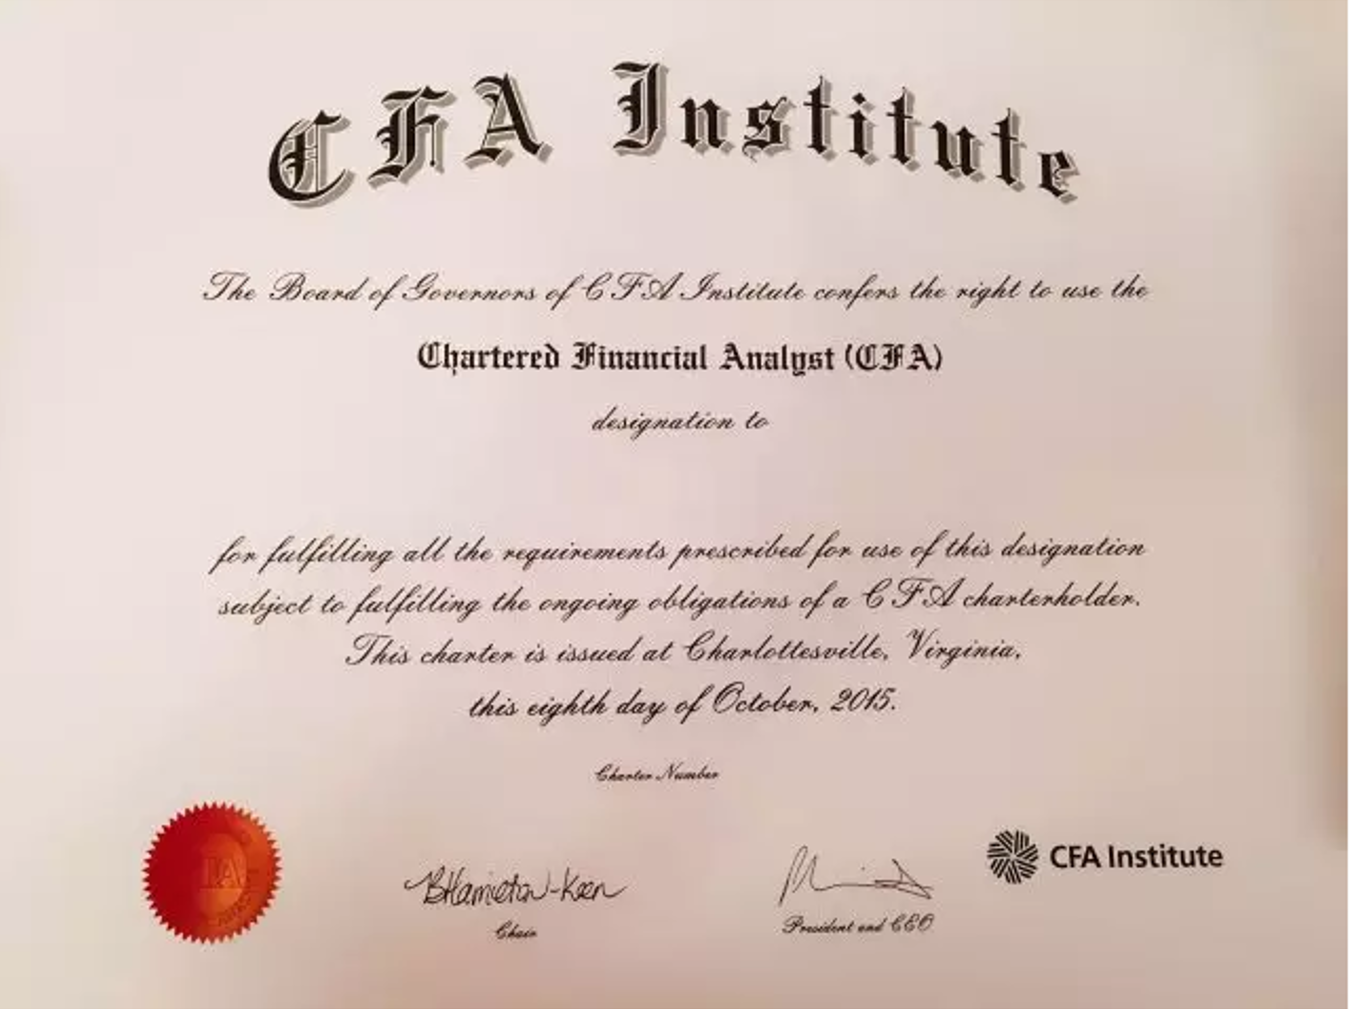 CFA Institute
The Board of Governors of CFA Institute confers the right to use the
Chartered Financial Analyst (CFA)
designation to
for fulfilling all the requirements prescribed for use of this designation
subject to fulfilling the ongoing obligations of a CFA charterholder.
This charter is issued at Charlottesville, Virginia,
this eighth day of October, 2015.
Charter Number
Chair
President and CEO
CFA Institute